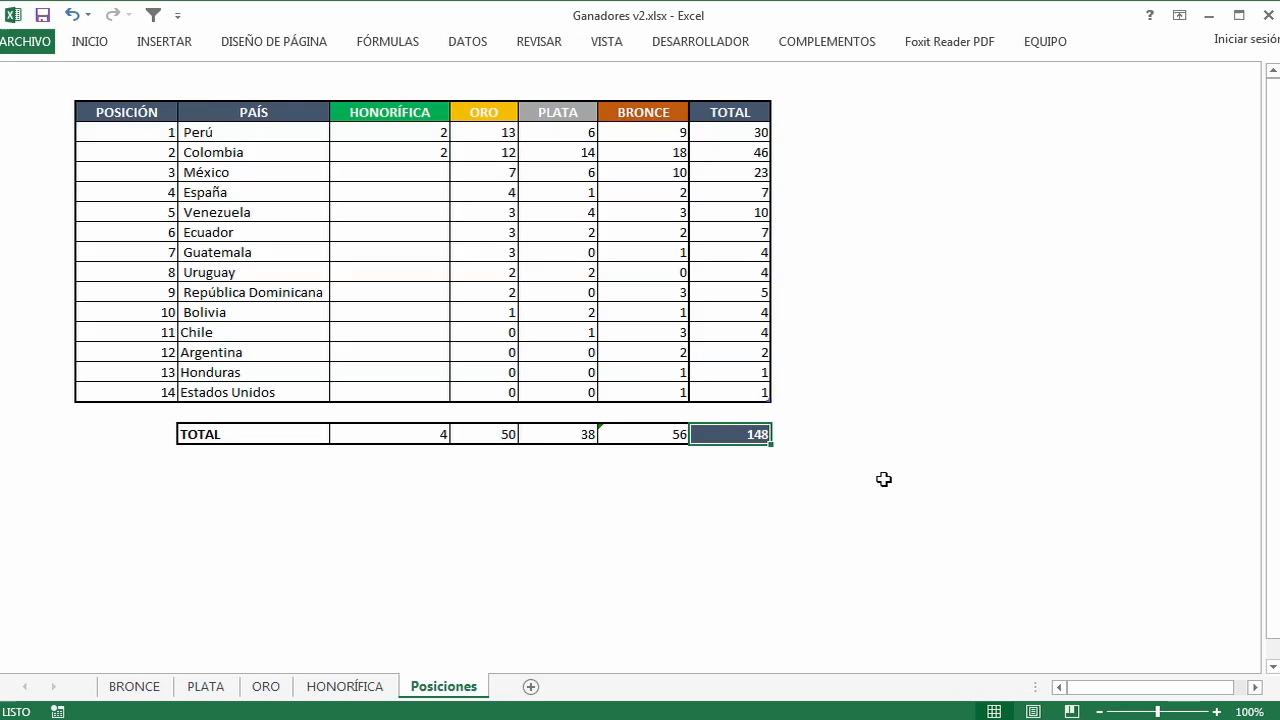 Ganadores v2.xlsx - Excel
?
ARCHIVO INICIO INSERTAR DISEÑO DE PÁGINA FÓRMULAS DATOS REVISAR VISTA DESARROLLADOR COMPLEMENTOS Foxit Reader PDF EQUIPO Iniciar sesión
POSICIÓN PAÍS HONORÍFICA ORO PLATA BRONCE TOTAL
1 Perú 2 13 6 9 30
2 Colombia 2 12 14 18 46
3 México 7 6 10 23
4 España 4 1 2 7
5 Venezuela 3 4 3 10
6 Ecuador 3 2 2 7
7 Guatemala 3 0 1 4
8 Uruguay 2 2 0 4
9 República Dominicana 2 0 3 5
10 Bolivia 1 2 1 4
11 Chile 0 1 3 4
12 Argentina 0 0 2 2
13 Honduras 0 0 1 1
14 Estados Unidos 0 0 1 1
TOTAL 4 50 38 56 148
BRONCE PLATA ORO HONORÍFICA Posiciones
LISTO 100%